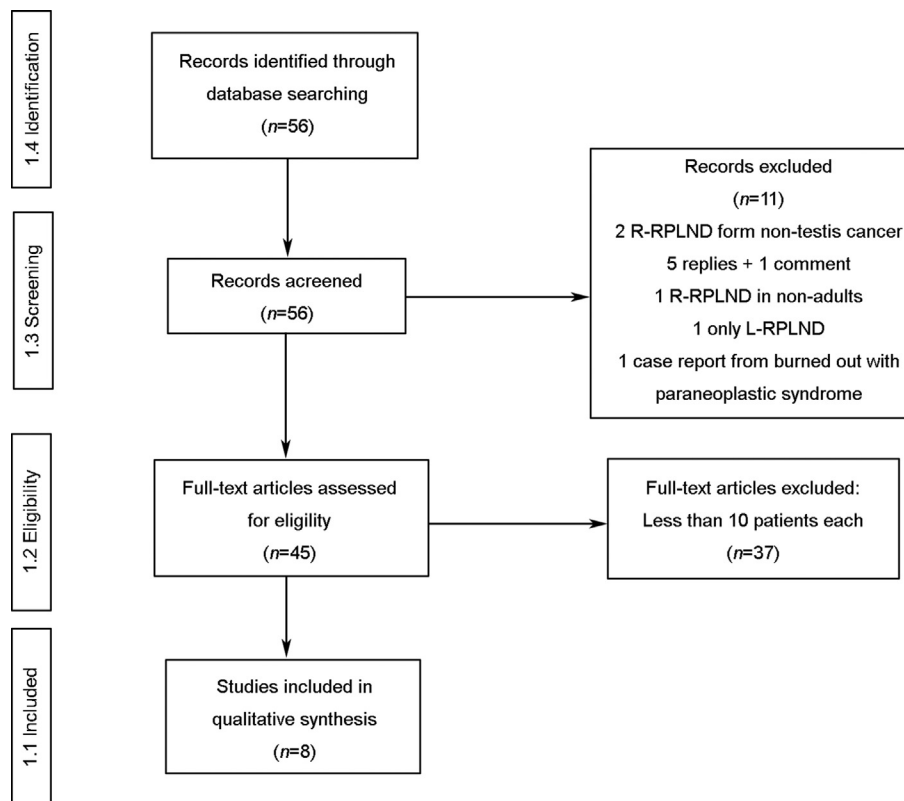 1.4 Identification
Records identified through
database searching
(n=56)
1.3 Screening
Records acreened
(n=56)
Records excluded
(n=11)
2 R-RPLND form non-testis cancer
5 replies + 1 comment
1 R-RPLND in non-adults
1 only L-RPLND
1 case report from burned out with
paraneoplastic syndrome
1.2 Eligibility
Full-text articles assessed
for eligility
(n=45)
Full-text articles excluded:
Less than 10 patients each
(n=37)
1.1 Included
Studies included in
qualitative synthesis
(n=8)